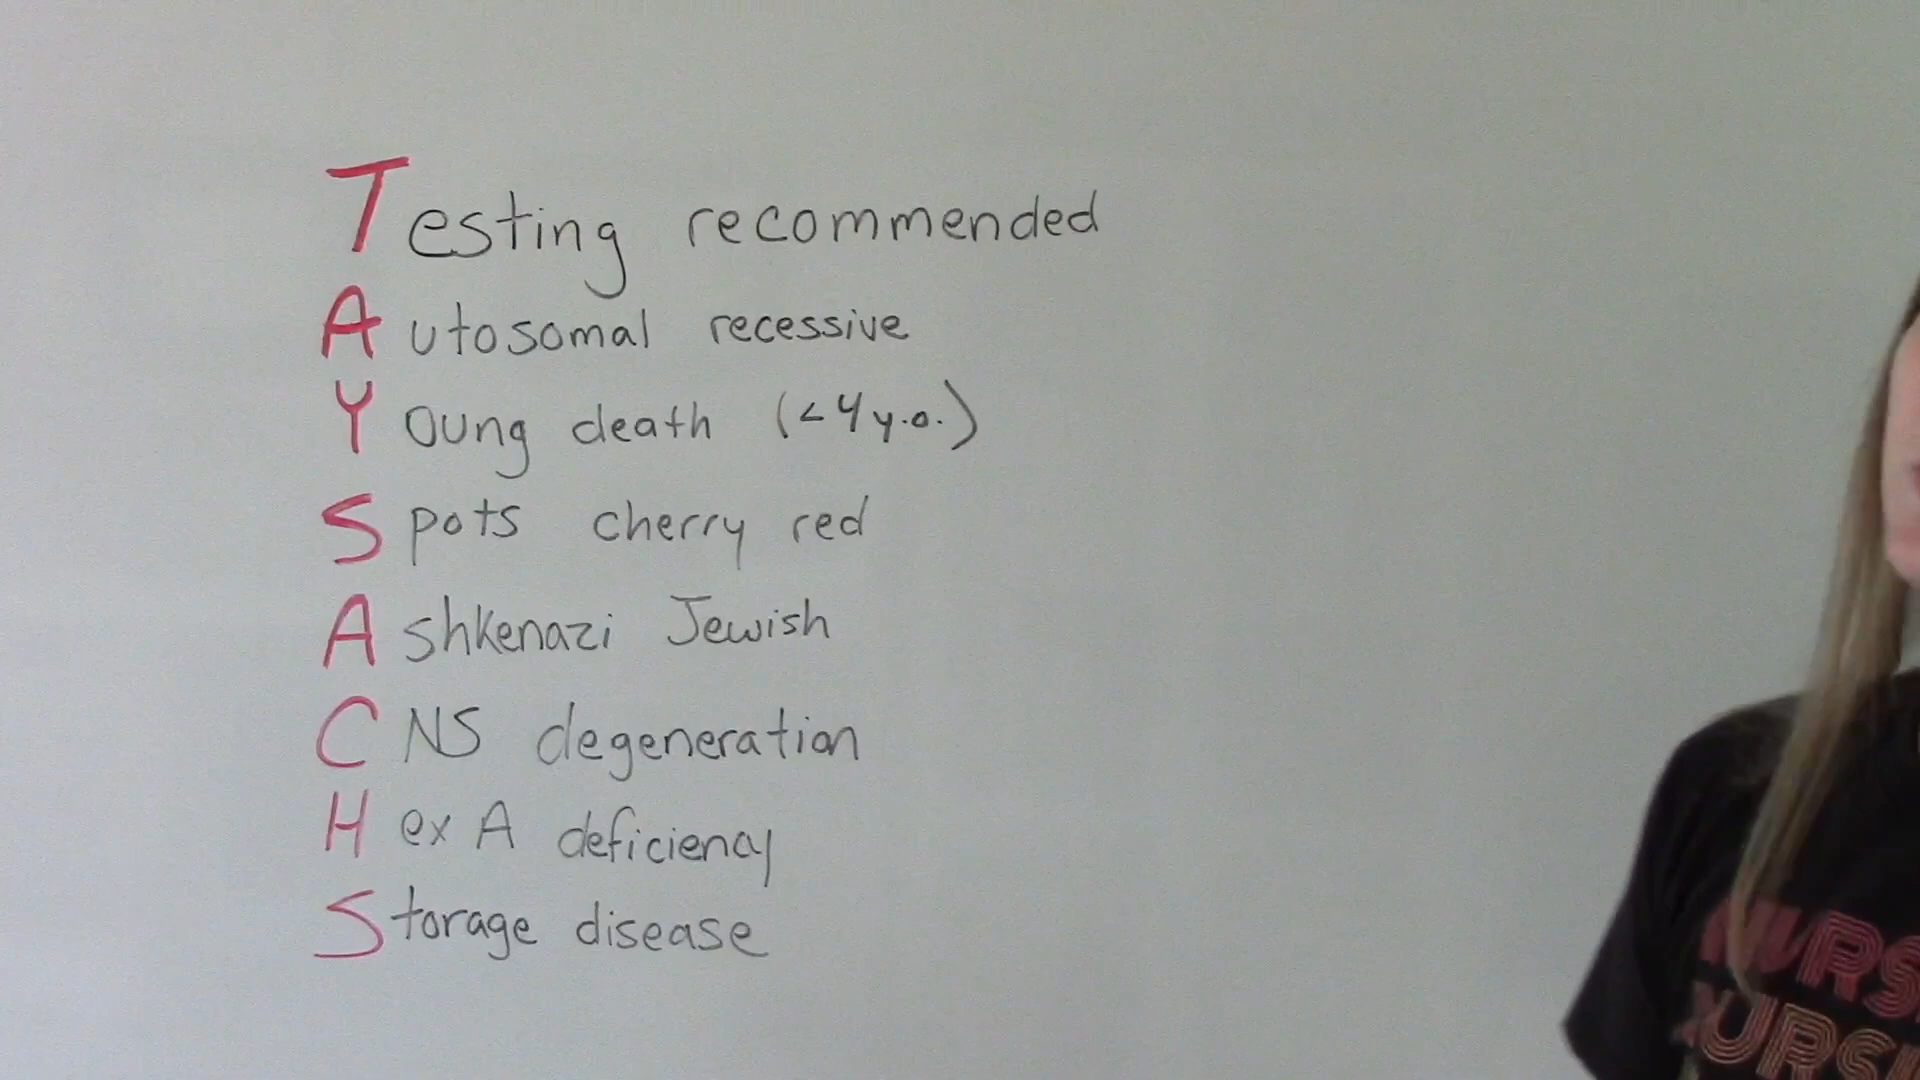 Testing recommended
Autosomal recessive
Young death (<4 y.o.)
Spots cherry red
Ashkenazi Jewish
CNS degeneration
Hex A deficiency
Storage disease